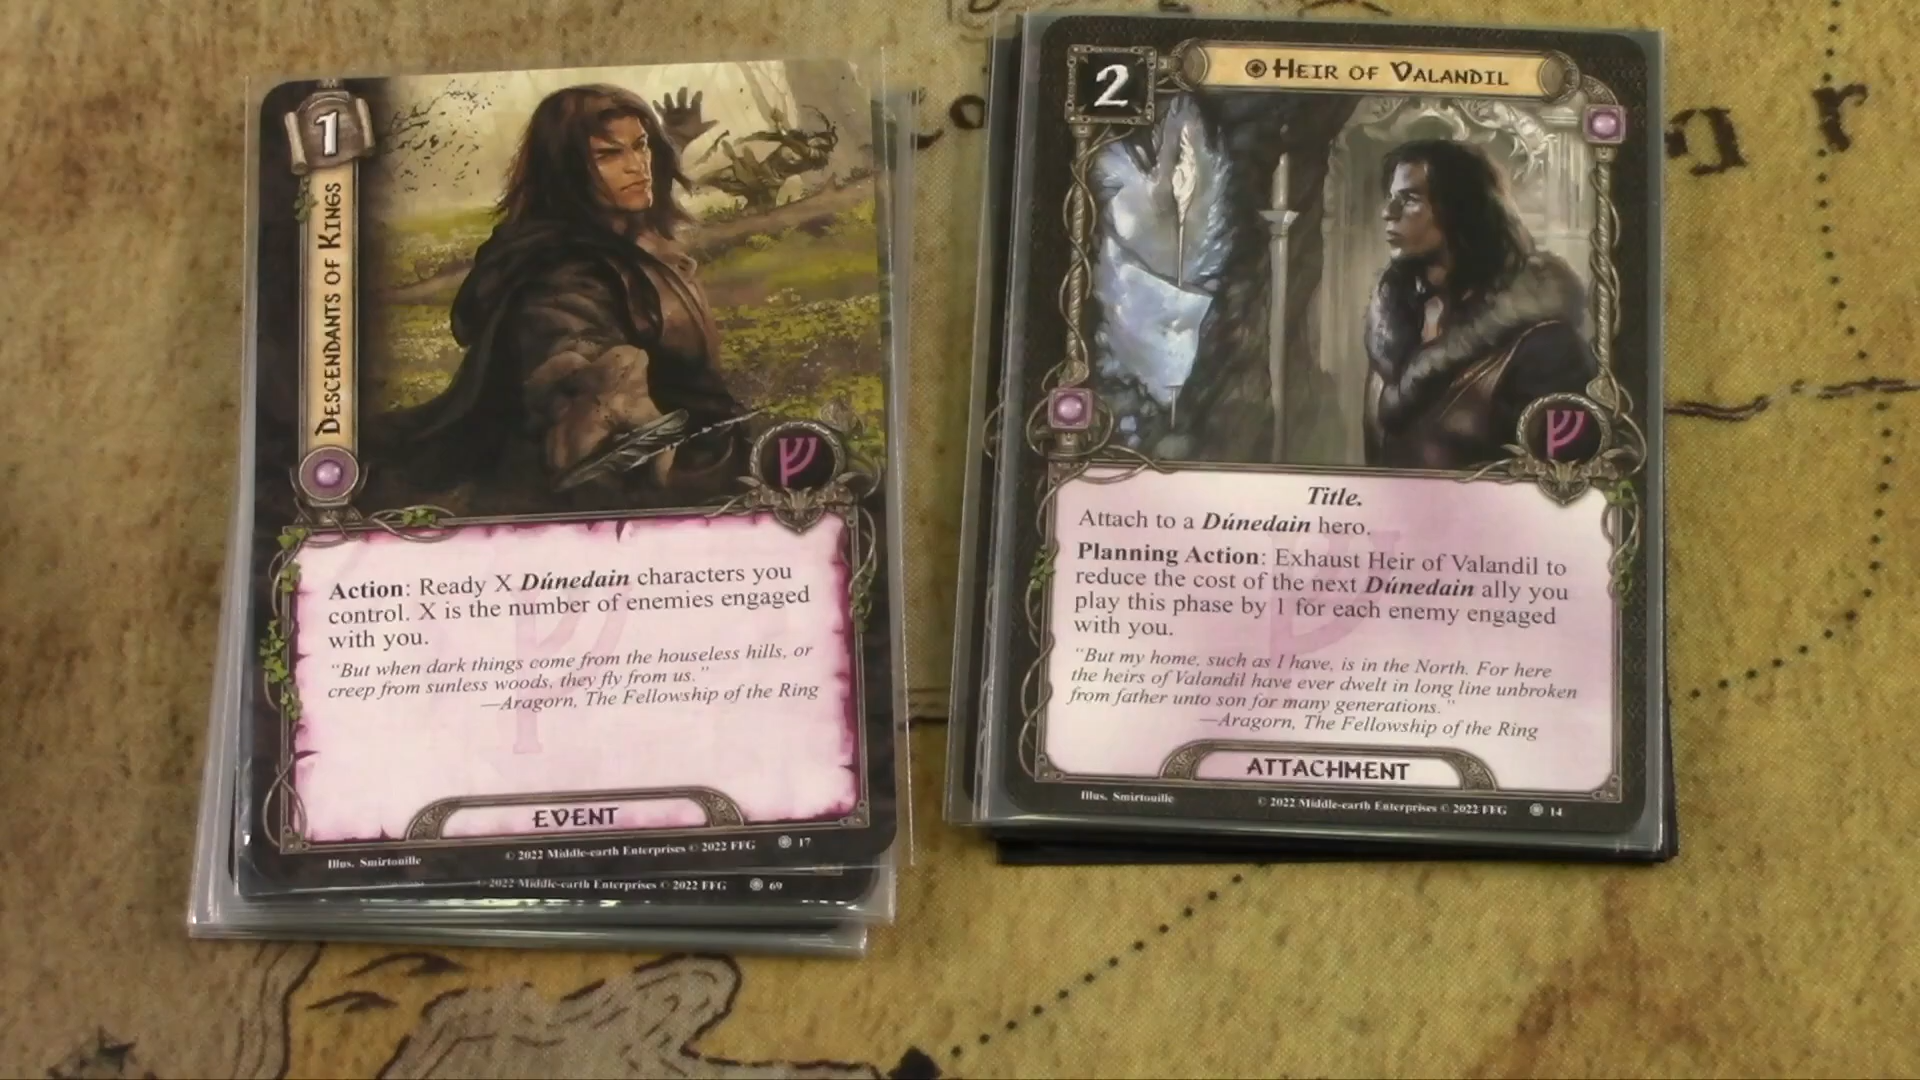 1
DESCENDANTS OF KINGS
Action: Ready X Dúnedain characters you
control. X is the number of enemies engaged
with you.
"But when dark things come from the houseless hills, or
creep from sunless woods, they fly from us."
—Aragorn, The Fellowship of the Ring
EVENT
Illus. Smirtouille
© 2022 Middle-earth Enterprises © 2022 FFG
17
2022 Middle-earth Enterprises © 2022 FFG
69
2
HEIR OF VALANDIL
Title.
Attach to a Dúnedain hero.
Planning Action: Exhaust Heir of Valandil to
reduce the cost of the next Dúnedain ally you
play this phase by 1 for each enemy engaged
with you.
"But my home, such as I have, is in the North. For here
the heirs of Valandil have ever dwelt in long line unbroken
from father unto son for many generations."
—Aragorn, The Fellowship of the Ring
ATTACHMENT
Illus. Smirtouille
© 2022 Middle-earth Enterprises © 2022 FFG
14